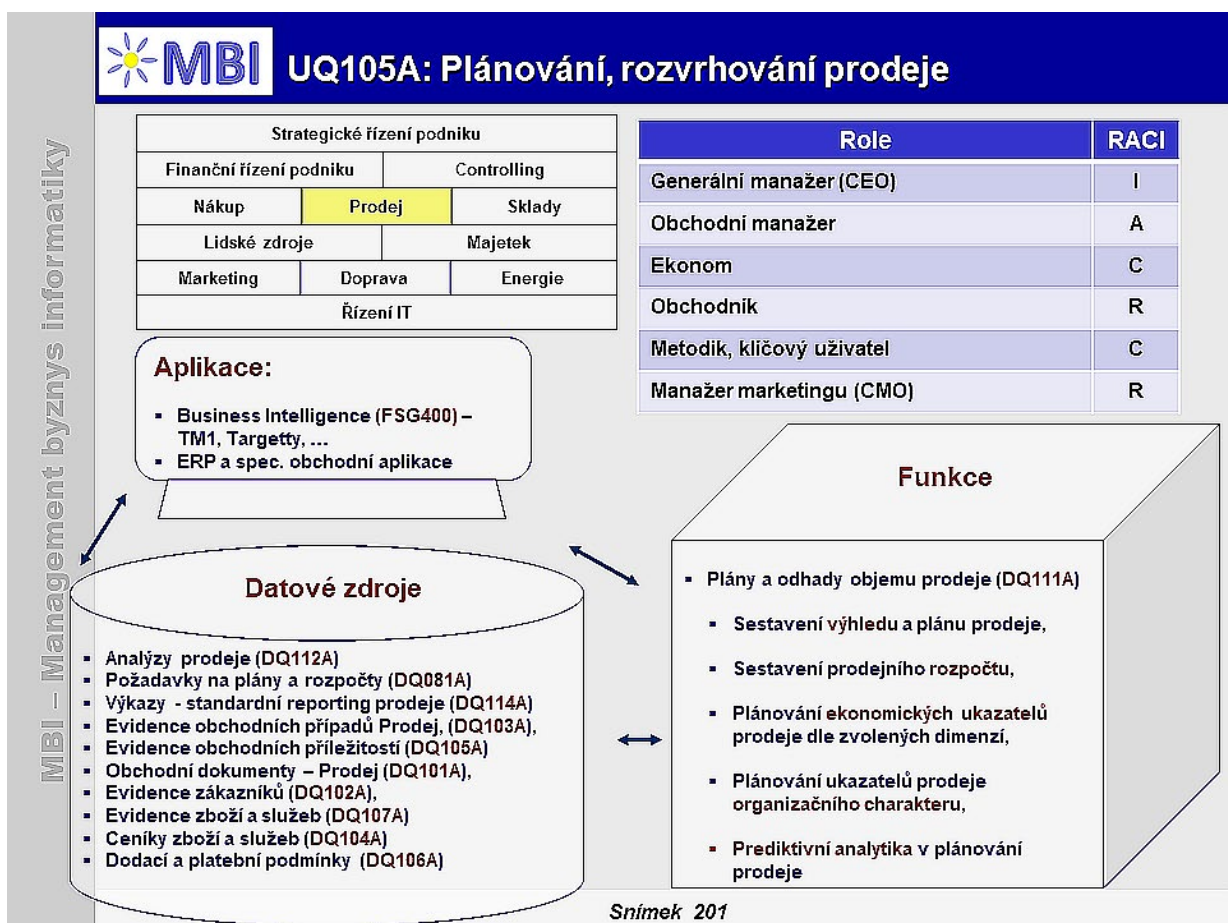 MBI
UQ105A: Plánování, rozvrhování prodeje
MBI – Management byznys informatiky
Strategické řízení podniku
Finanční řízení podniku
Controlling
Nákup
Prodej
Sklady
Lidské zdroje
Majetek
Marketing
Doprava
Energie
Řízení IT
Role
RACI
Generální manažer (CEO)
I
Obchodní manažer
A
Ekonom
C
Obchodník
R
Metodik, klíčový uživatel
C
Manažer marketingu (CMO)
R
Aplikace:
▪ Business Intelligence (FSG400) –
TM1, Targetty, ...
▪ ERP a spec. obchodní aplikace
Datové zdroje
▪ Analýzy prodeje (DQ112A)
▪ Požadavky na plány a rozpočty (DQ081A)
▪ Výkazy - standardní reporting prodeje (DQ114A)
▪ Evidence obchodních případů Prodej, (DQ103A),
▪ Evidence obchodních příležitostí (DQ105A)
▪ Obchodní dokumenty – Prodej (DQ101A),
▪ Evidence zákazníků (DQ102A),
▪ Evidence zboží a služeb (DQ107A)
▪ Ceníky zboží a služeb (DQ104A)
▪ Dodací a platební podmínky (DQ106A)
Funkce
▪ Plány a odhady objemu prodeje (DQ111A)
▪ Sestavení výhledu a plánu prodeje,
▪ Sestavení prodejního rozpočtu,
▪ Plánování ekonomických ukazatelů
prodeje dle zvolených dimenzí,
▪ Plánování ukazatelů prodeje
organizačního charakteru,
▪ Prediktivní analytika v plánování
prodeje
Snímek 201